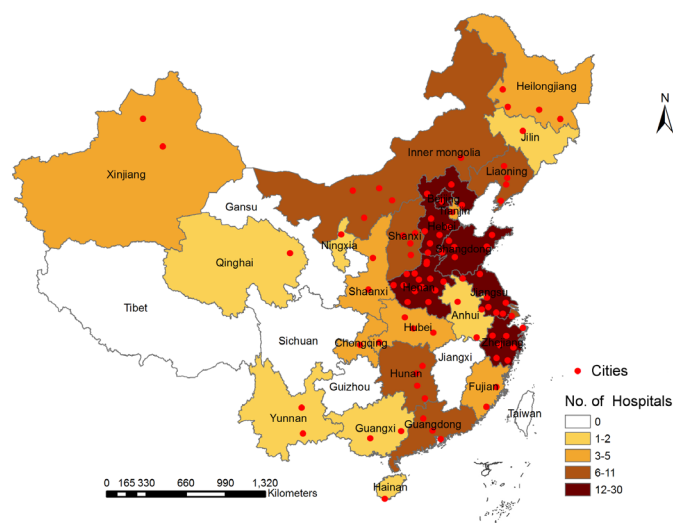 Heilongjiang
N
Jilin
Inner mongolia
Liaoning
Xinjiang
Beijing
Tianjin
Gansu
Hebei
Shanxi
Ningxia
Shangdong
Qinghai
Shaanxi
Henan
Jiangsu
Tibet
Anhui
Hubei
Sichuan
Chongqing
Zhejiang
Jiangxi
Hunan
Cities
Guizhou
Fujian
No. of Hospitals
Yunnan
Guangxi
Guangdong
Taiwan
0
1-2
3-5
6-11
12-30
Hainan
0 165 330 660 990 1,320
Kilometers